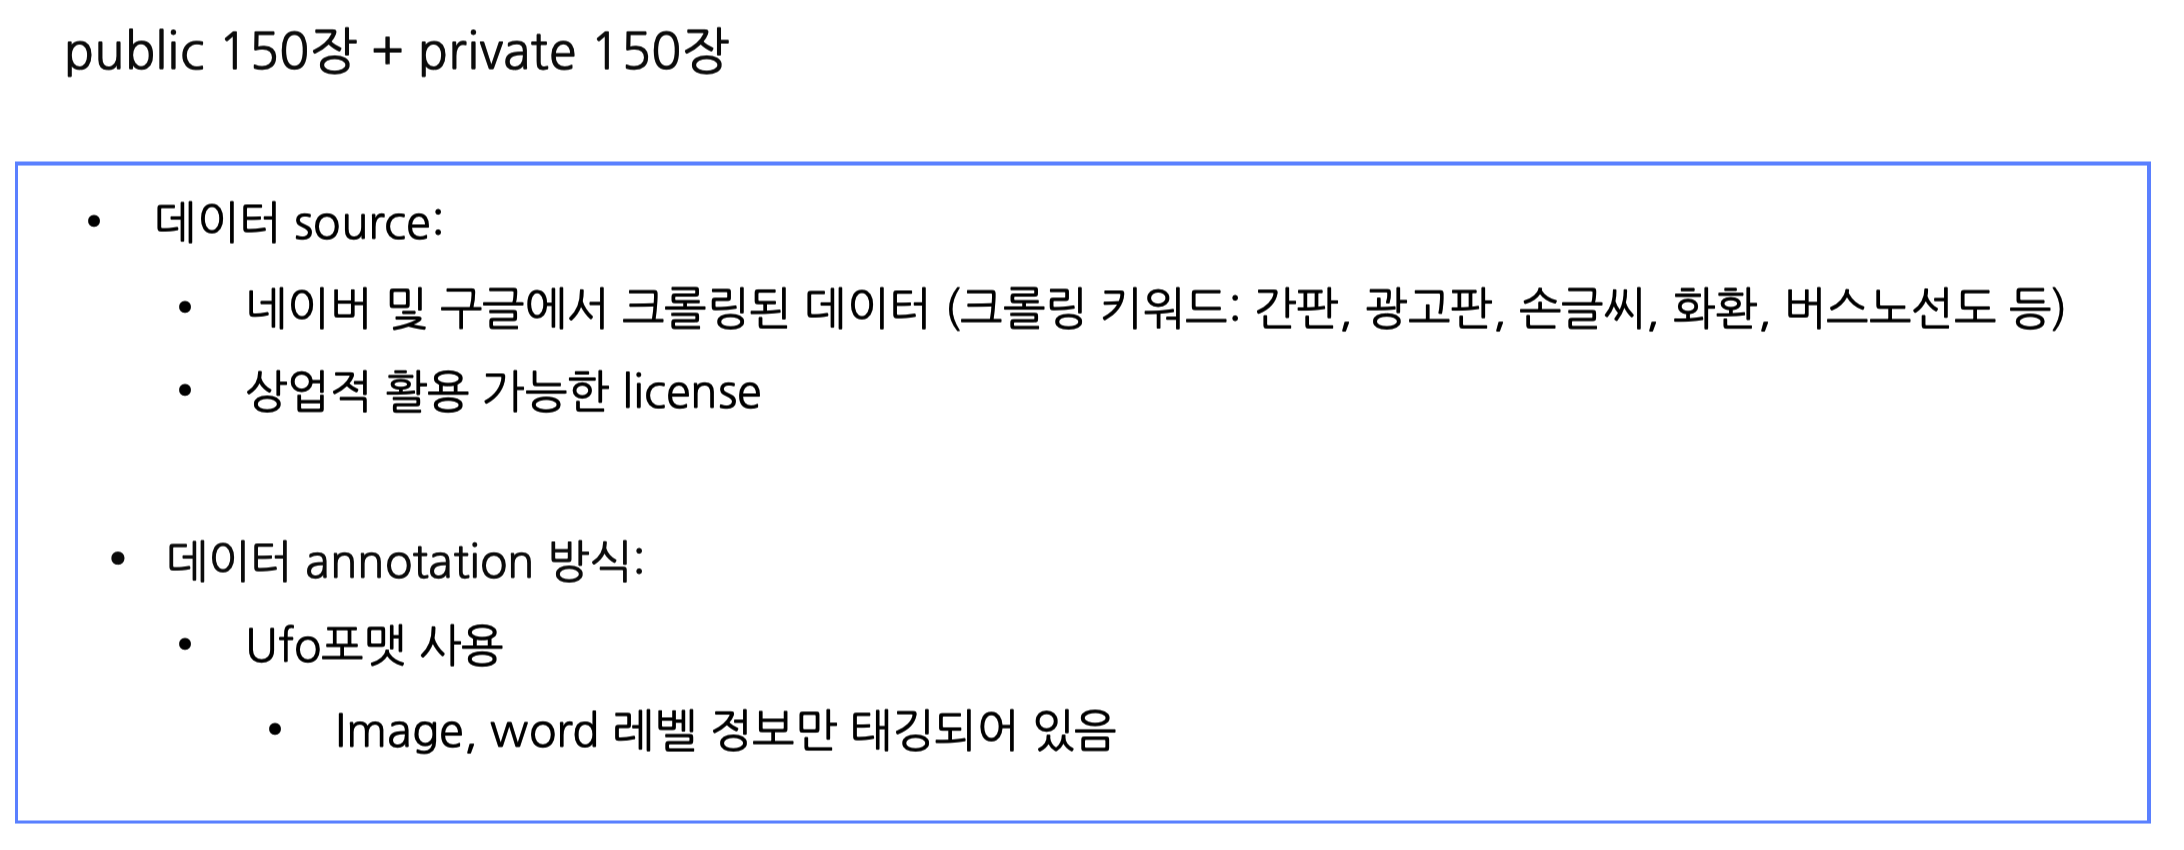 public 150장 + private 150장
• 데이터 source:
• 네이버 및 구글에서 크롤링된 데이터 (크롤링 키워드: 간판, 광고판, 손글씨, 화환, 버스노선도 등)
• 상업적 활용 가능한 license
• 데이터 annotation 방식:
• Ufo포맷 사용
• Image, word 레벨 정보만 태깅되어 있음